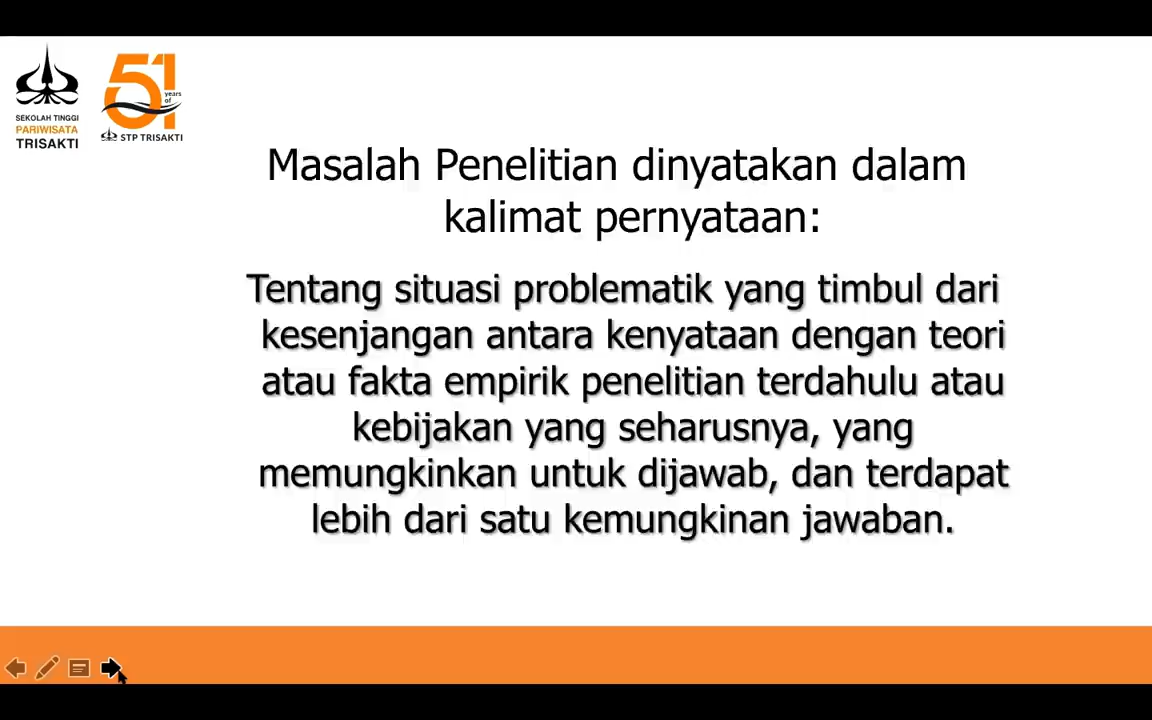 SEKOLAH TINGGI
PARIWISATA
TRISAKTI
51
years
of
STP TRISAKTI
Masalah Penelitian dinyatakan dalam
kalimat pernyataan:
Tentang situasi problematik yang timbul dari
kesenjangan antara kenyataan dengan teori
atau fakta empirik penelitian terdahulu atau
kebijakan yang seharusnya, yang
memungkinkan untuk dijawab, dan terdapat
lebih dari satu kemungkinan jawaban.